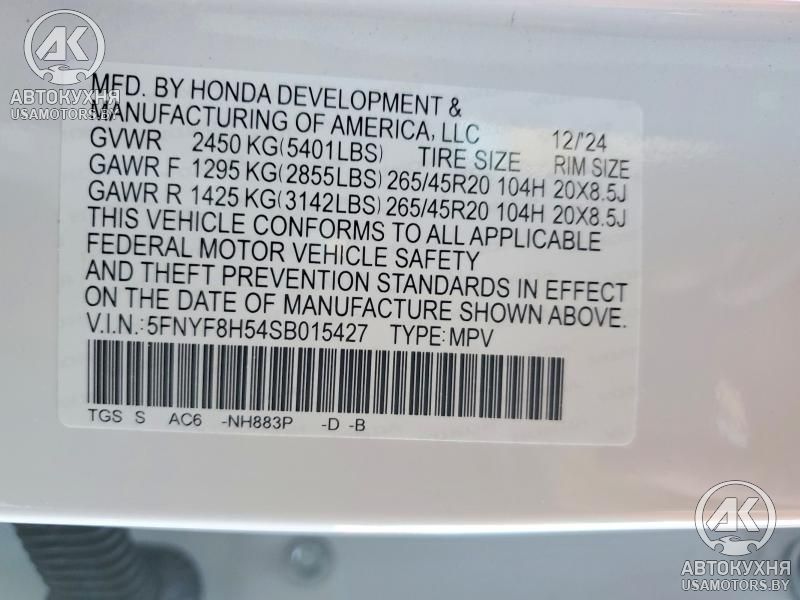 AK
АВТОКУХНЯ
USAMOTORS.BY
MFD. BY HONDA DEVELOPMENT &
MANUFACTURING OF AMERICA, LLC 12/'24
GVWR 2450 KG(5401LBS) TIRE SIZE RIM SIZE
GAWR F 1295 KG(2855LBS) 265/45R20 104H 20X8.5J
GAWR R 1425 KG(3142LBS) 265/45R20 104H 20X8.5J
THIS VEHICLE CONFORMS TO ALL APPLICABLE
FEDERAL MOTOR VEHICLE SAFETY
AND THEFT PREVENTION STANDARDS IN EFFECT
ON THE DATE OF MANUFACTURE SHOWN ABOVE.
V.I.N.:5FNYF8H54SB015427 TYPE:MPV
TGS S AC6 -NH883P -D -B
AK
АВТОКУХНЯ
USAMOTORS.BY